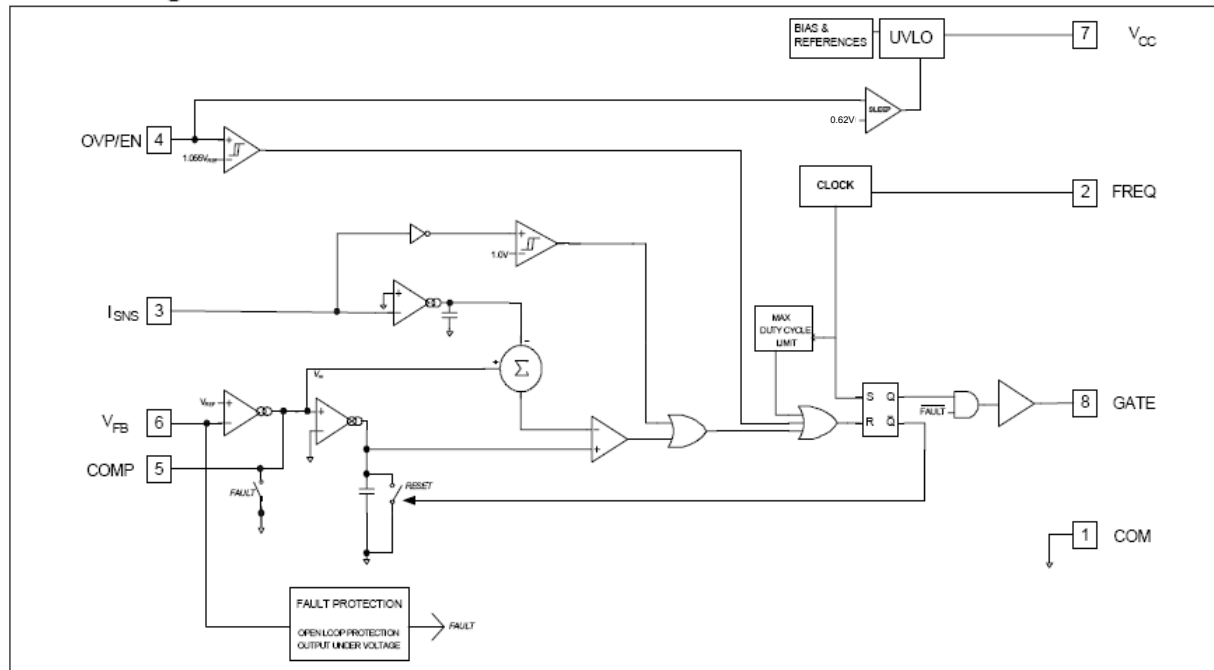 BIAS &
REFERENCES
UVLO
7
VCC
SLEEP
0.62V
OVP/EN
4
+
1.055VREF
−
CLOCK
2
FREQ
+
1.0V
−
ISNS
3
+
−
MAX
DUTY CYCLE
LIMIT
−
+
Σ
Vm
S
Q
R
Q̄
FAULT
8
GATE
VFB
6
VREF
+
−
+
−
−
+
COMP
5
FAULT
RESET
1
COM
FAULT PROTECTION
OPEN LOOP PROTECTION
OUTPUT UNDER VOLTAGE
FAULT